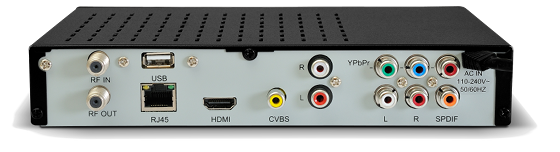 RF IN
USB
R
YPbPr
AC IN
110-240V~
50/60HZ
RF OUT
RJ45
HDMI
CVBS
L
L
R
SPDIF